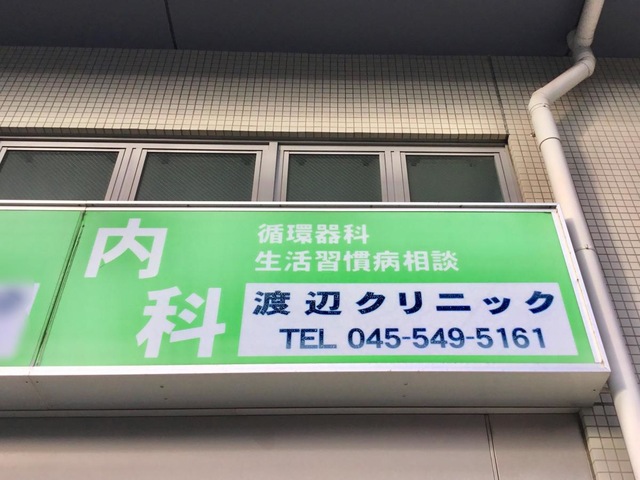 内科
循環器科
生活習慣病相談
渡辺クリニック
TEL 045-549-5161